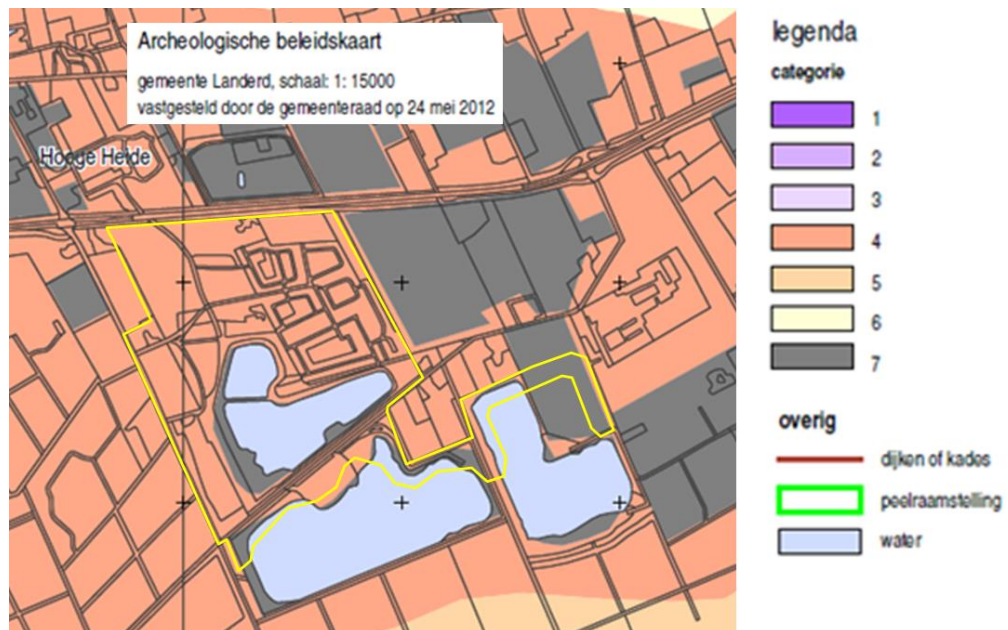 Archeologische beleidskaart
gemeente Landerd, schaal: 1: 15000
vastgesteld door de gemeenteraad op 24 mei 2012
Hooge Heide
legenda
categorie
1
2
3
4
5
6
7
overig
dijken of kades
peelraamstelling
water